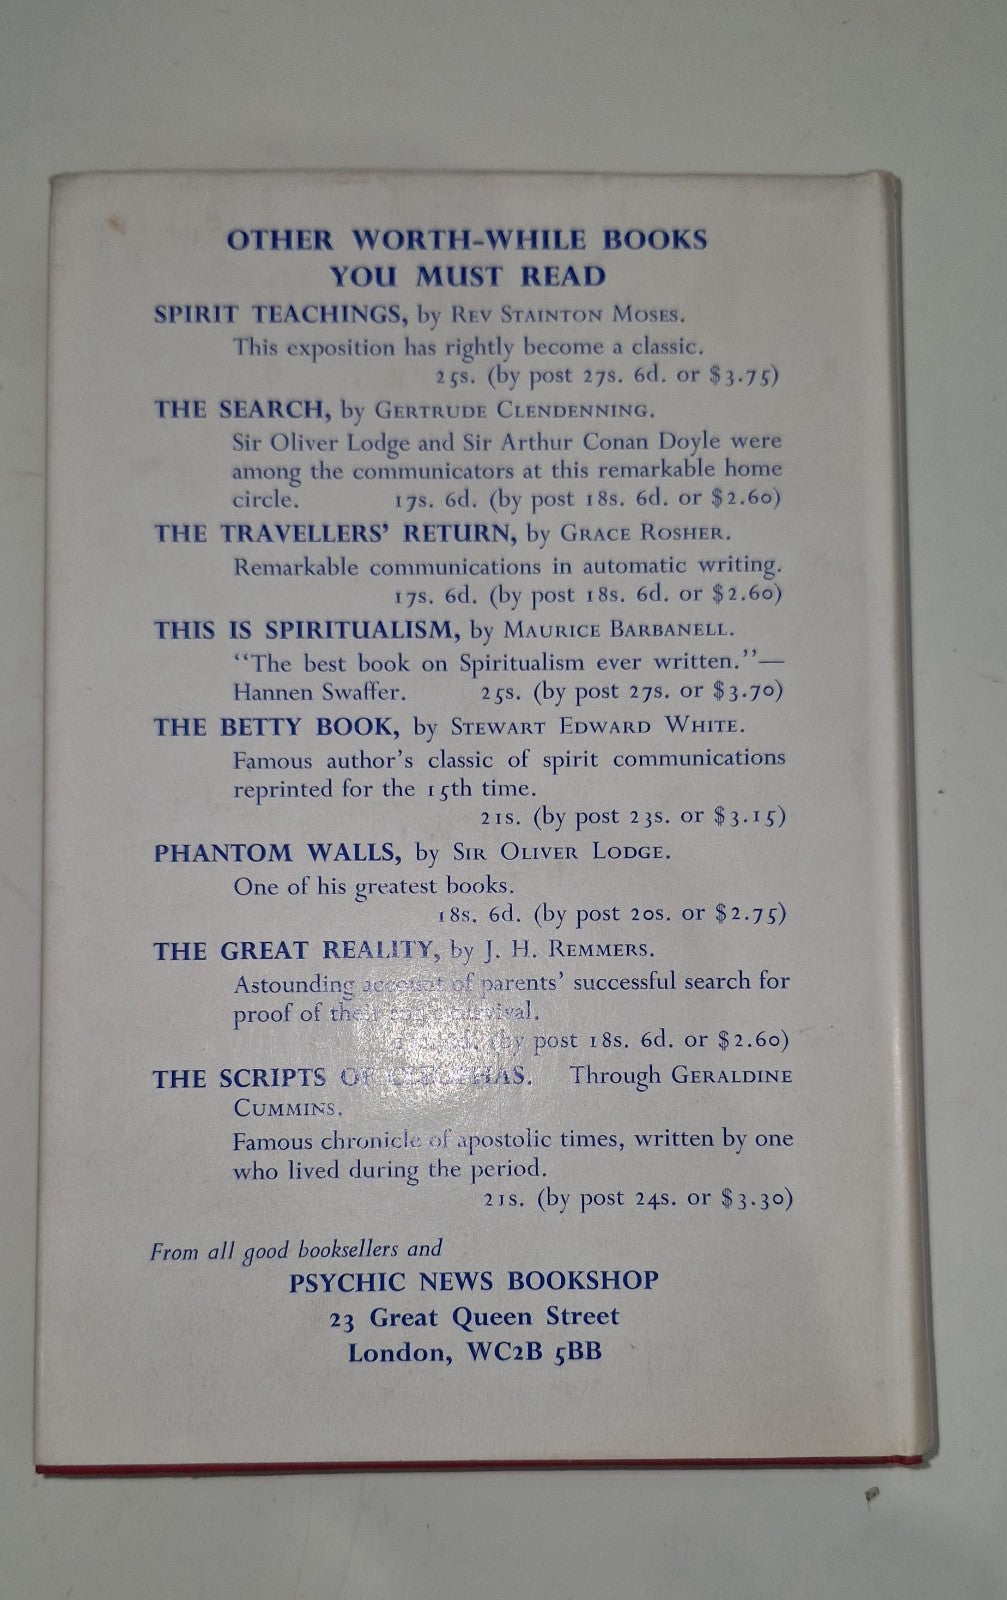 OTHER WORTH-WHILE BOOKS
YOU MUST READ
SPIRIT TEACHINGS, by REV STAINTON MOSES.
This exposition has rightly become a classic.
25s. (by post 27s. 6d. or $3.75)
THE SEARCH, by GERTRUDE CLENDENNING.
Sir Oliver Lodge and Sir Arthur Conan Doyle were
among the communicators at this remarkable home
circle. 17s. 6d. (by post 18s. 6d. or $2.60)
THE TRAVELLERS' RETURN, by GRACE ROSHER.
Remarkable communications in automatic writing.
17s. 6d. (by post 18s. 6d. or $2.60)
THIS IS SPIRITUALISM, by MAURICE BARBANELL.
"The best book on Spiritualism ever written."—
Hannen Swaffer. 25s. (by post 27s. or $3.70)
THE BETTY BOOK, by STEWART EDWARD WHITE.
Famous author's classic of spirit communications
reprinted for the 15th time.
21s. (by post 23s. or $3.15)
PHANTOM WALLS, by SIR OLIVER LODGE.
One of his greatest books.
18s. 6d. (by post 20s. or $2.75)
THE GREAT REALITY, by J. H. REMMERS.
Astounding account of parents' successful search for
proof of their son's survival.
(by post 18s. 6d. or $2.60)
THE SCRIPTS OF CLEOPHAS. Through GERALDINE
CUMMINS.
Famous chronicle of apostolic times, written by one
who lived during the period.
21s. (by post 24s. or $3.30)
From all good booksellers and
PSYCHIC NEWS BOOKSHOP
23 Great Queen Street
London, WC2B 5BB